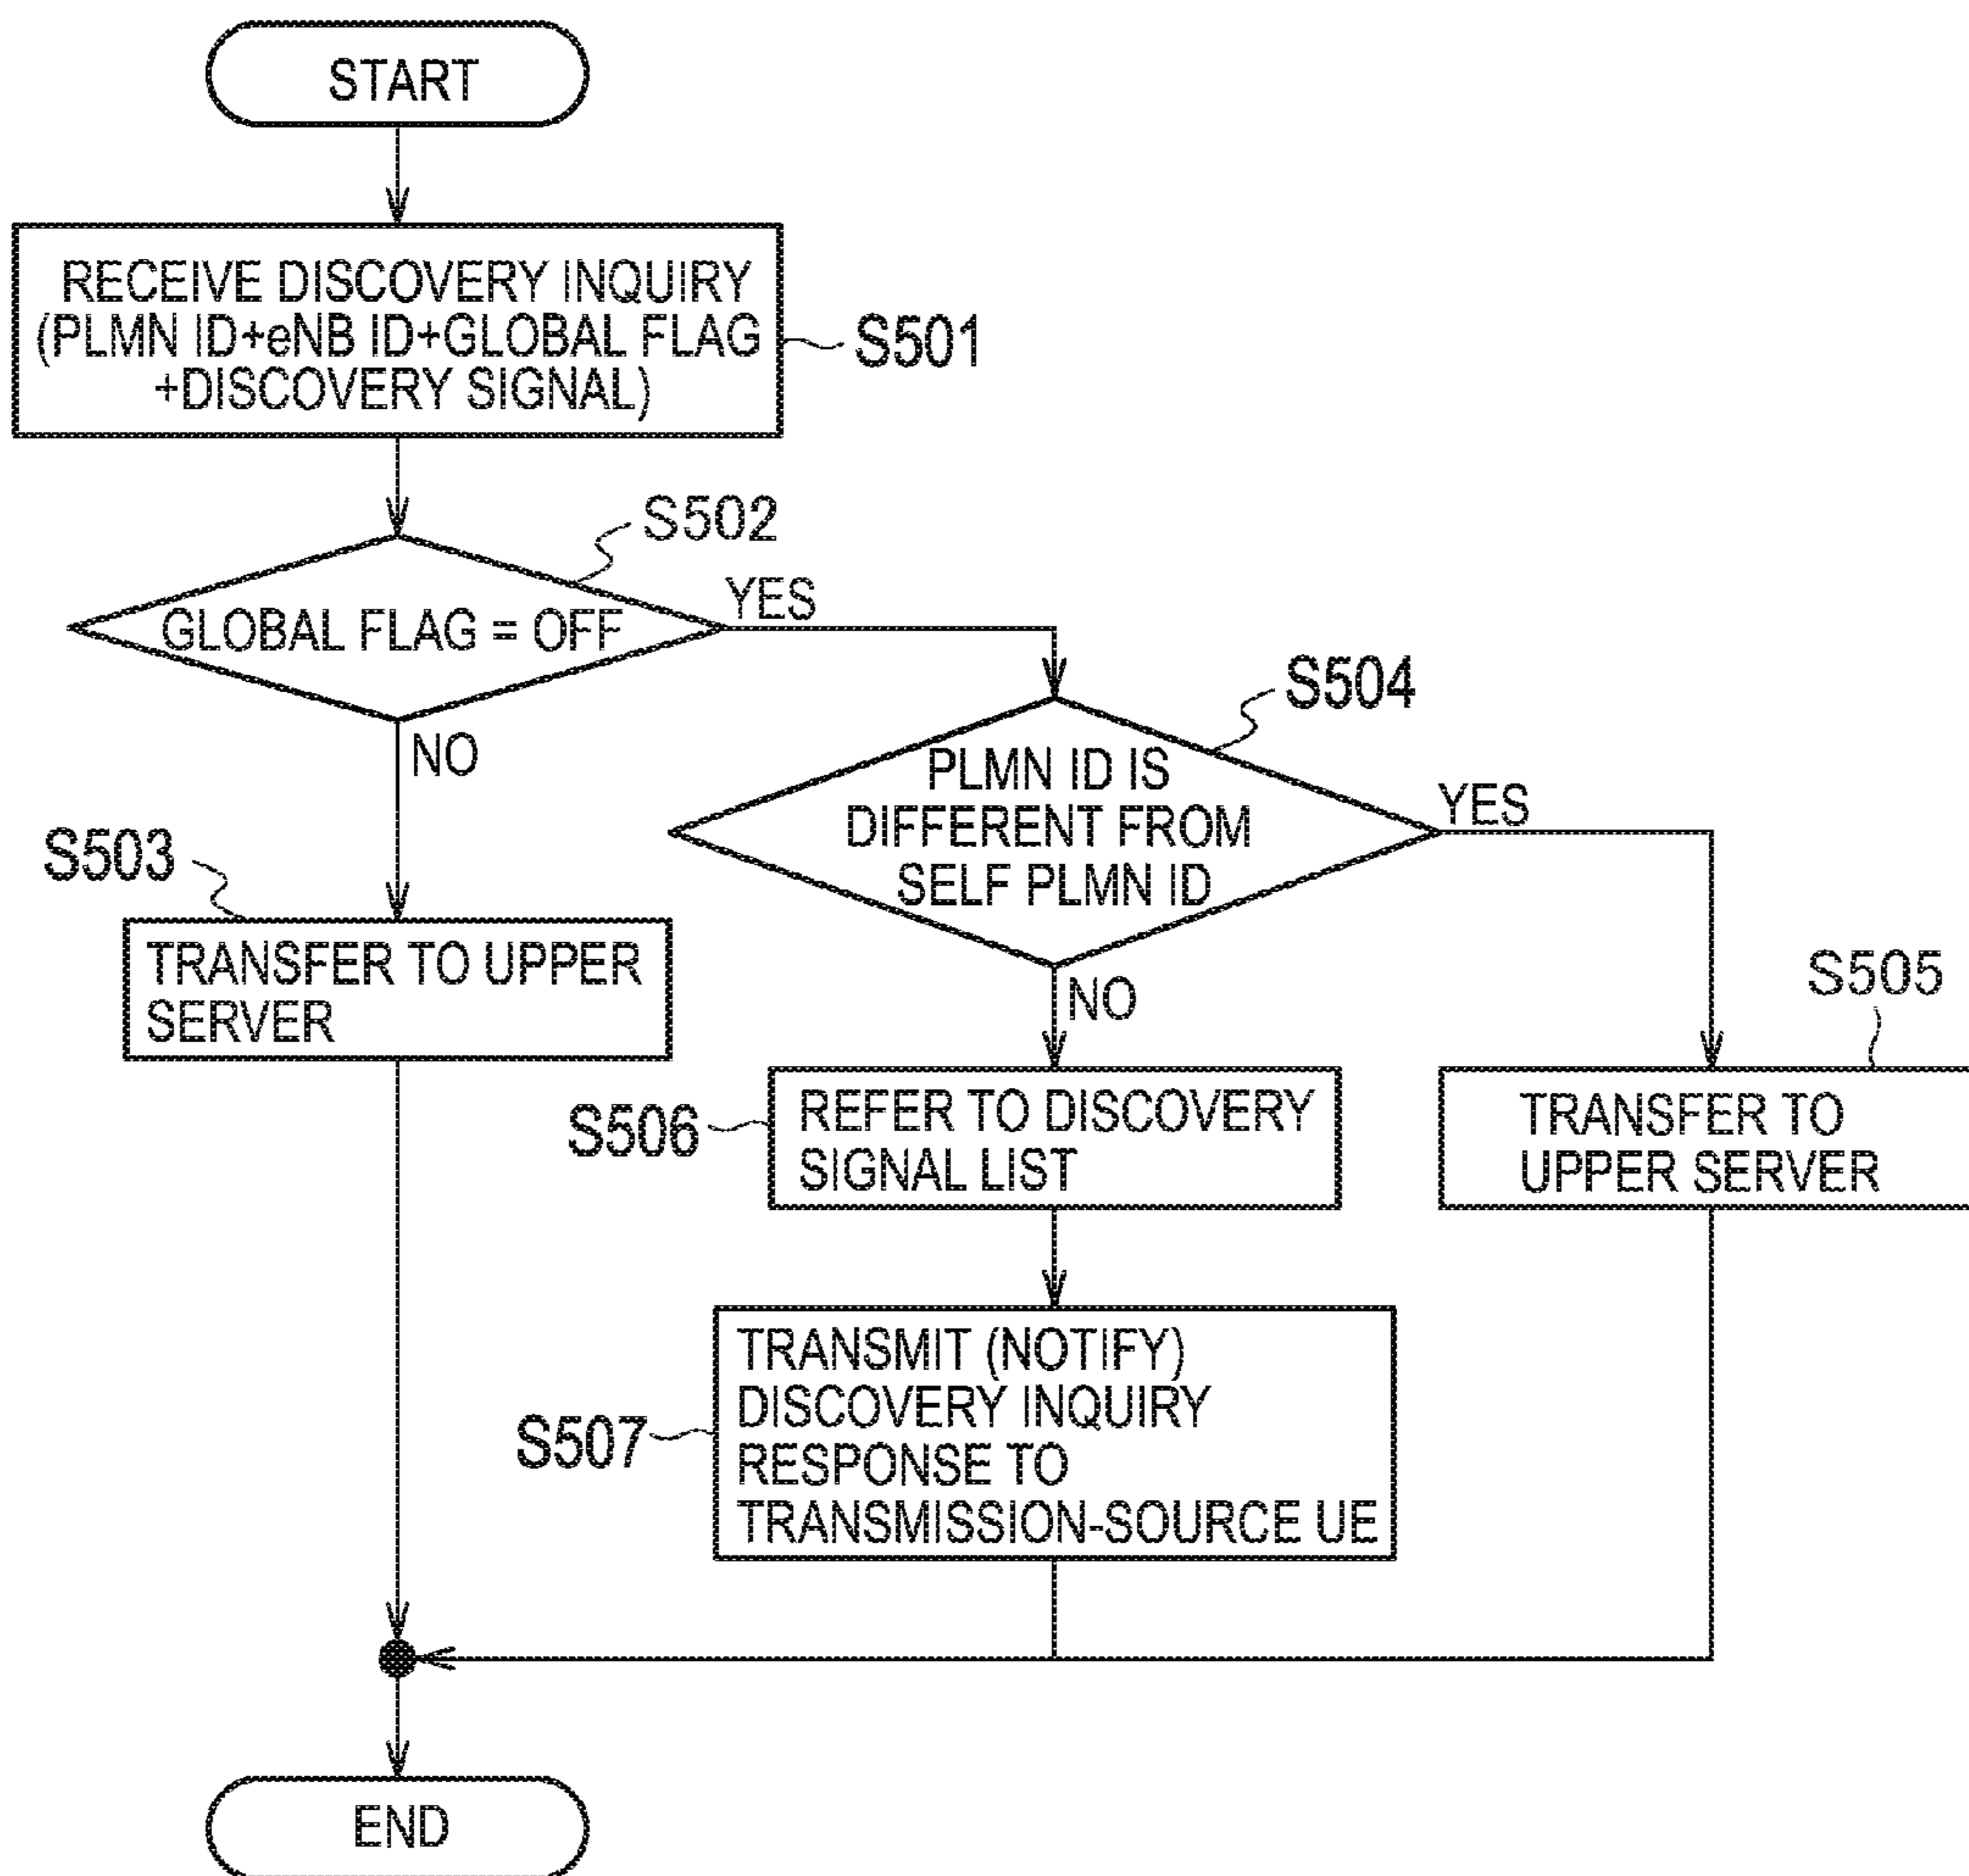 START
RECEIVE DISCOVERY INQUIRY
(PLMN ID+eNB ID+GLOBAL FLAG
+DISCOVERY SIGNAL)
S501
S502
GLOBAL FLAG = OFF
YES
NO
S503
TRANSFER TO UPPER
SERVER
S504
PLMN ID IS
DIFFERENT FROM
SELF PLMN ID
YES
NO
S505
TRANSFER TO
UPPER SERVER
S506
REFER TO DISCOVERY
SIGNAL LIST
S507
TRANSMIT (NOTIFY)
DISCOVERY INQUIRY
RESPONSE TO
TRANSMISSION-SOURCE UE
END